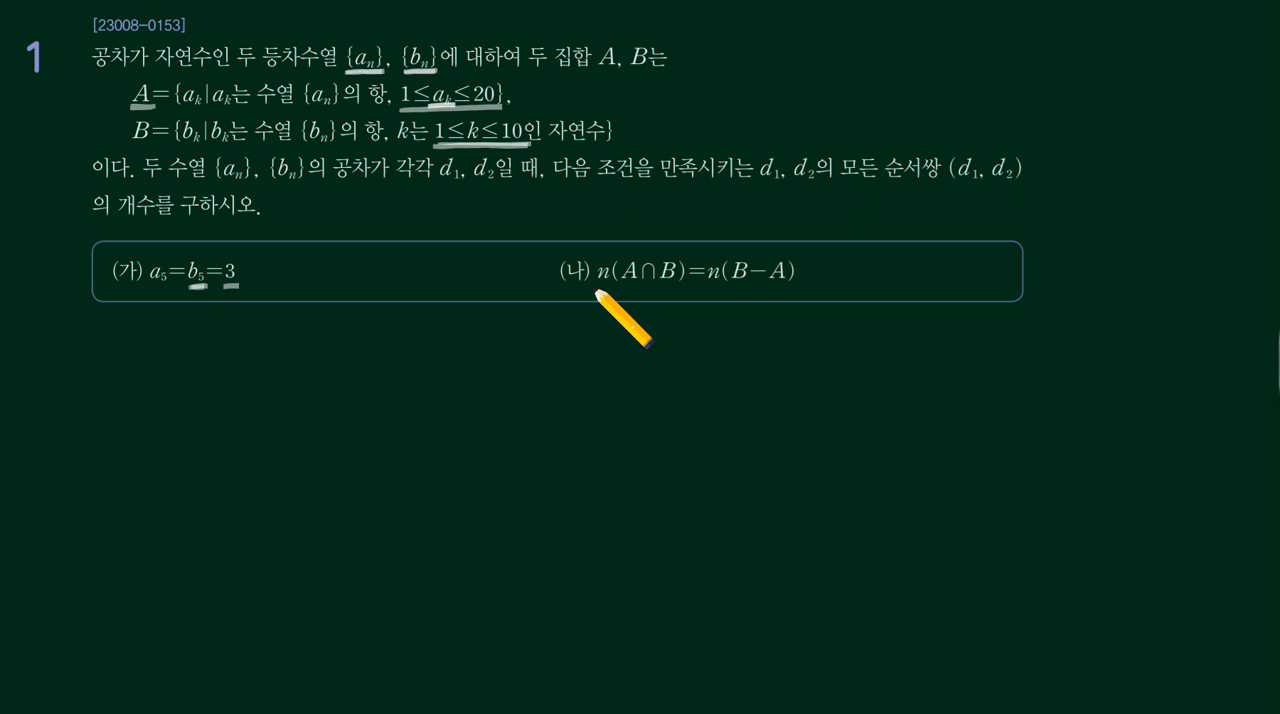 [23008-0153]
1
공차가 자연수인 두 등차수열 {aₙ}, {bₙ}에 대하여 두 집합 A, B는
A={aₖ|aₖ는 수열 {aₙ}의 항, 1≤aₖ≤20},
B={bₖ|bₖ는 수열 {bₙ}의 항, k는 1≤k≤10인 자연수}
이다. 두 수열 {aₙ}, {bₙ}의 공차가 각각 d₁, d₂일 때, 다음 조건을 만족시키는 d₁, d₂의 모든 순서쌍 (d₁, d₂)
의 개수를 구하시오.
(가) a₅=b₅=3 (나) n(A∩B)=n(B-A)